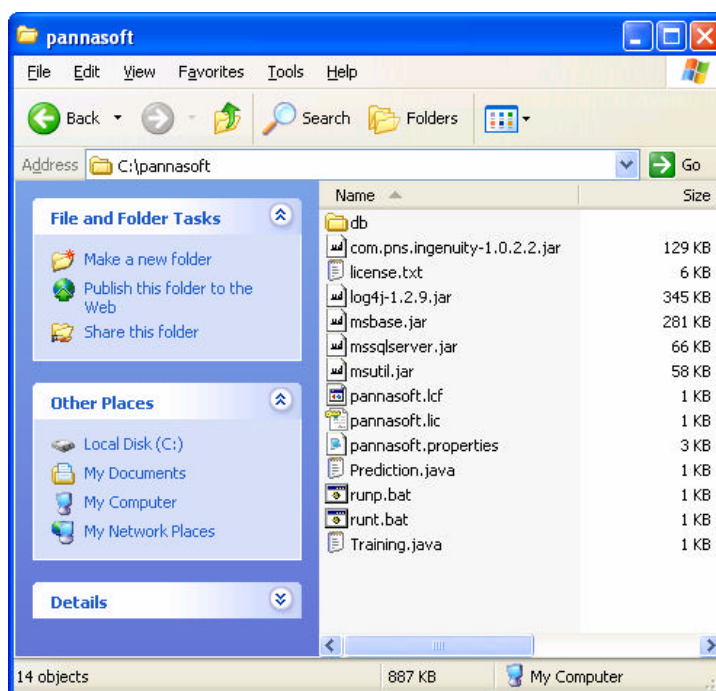 pannasoft
File Edit View Favorites Tools Help
Back Search Folders
Address C:\pannasoft Go
File and Folder Tasks
Make a new folder
Publish this folder to the
Web
Share this folder
Other Places
Local Disk (C:)
My Documents
My Computer
My Network Places
Details
Name Size
db
com.pns.ingenuity-1.0.2.2.jar 129 KB
license.txt 6 KB
log4j-1.2.9.jar 345 KB
msbase.jar 281 KB
mssqlserver.jar 66 KB
msutil.jar 58 KB
pannasoft.lcf 1 KB
pannasoft.lic 1 KB
pannasoft.properties 3 KB
Prediction.java 1 KB
runp.bat 1 KB
runt.bat 1 KB
Training.java 1 KB
14 objects 887 KB My Computer